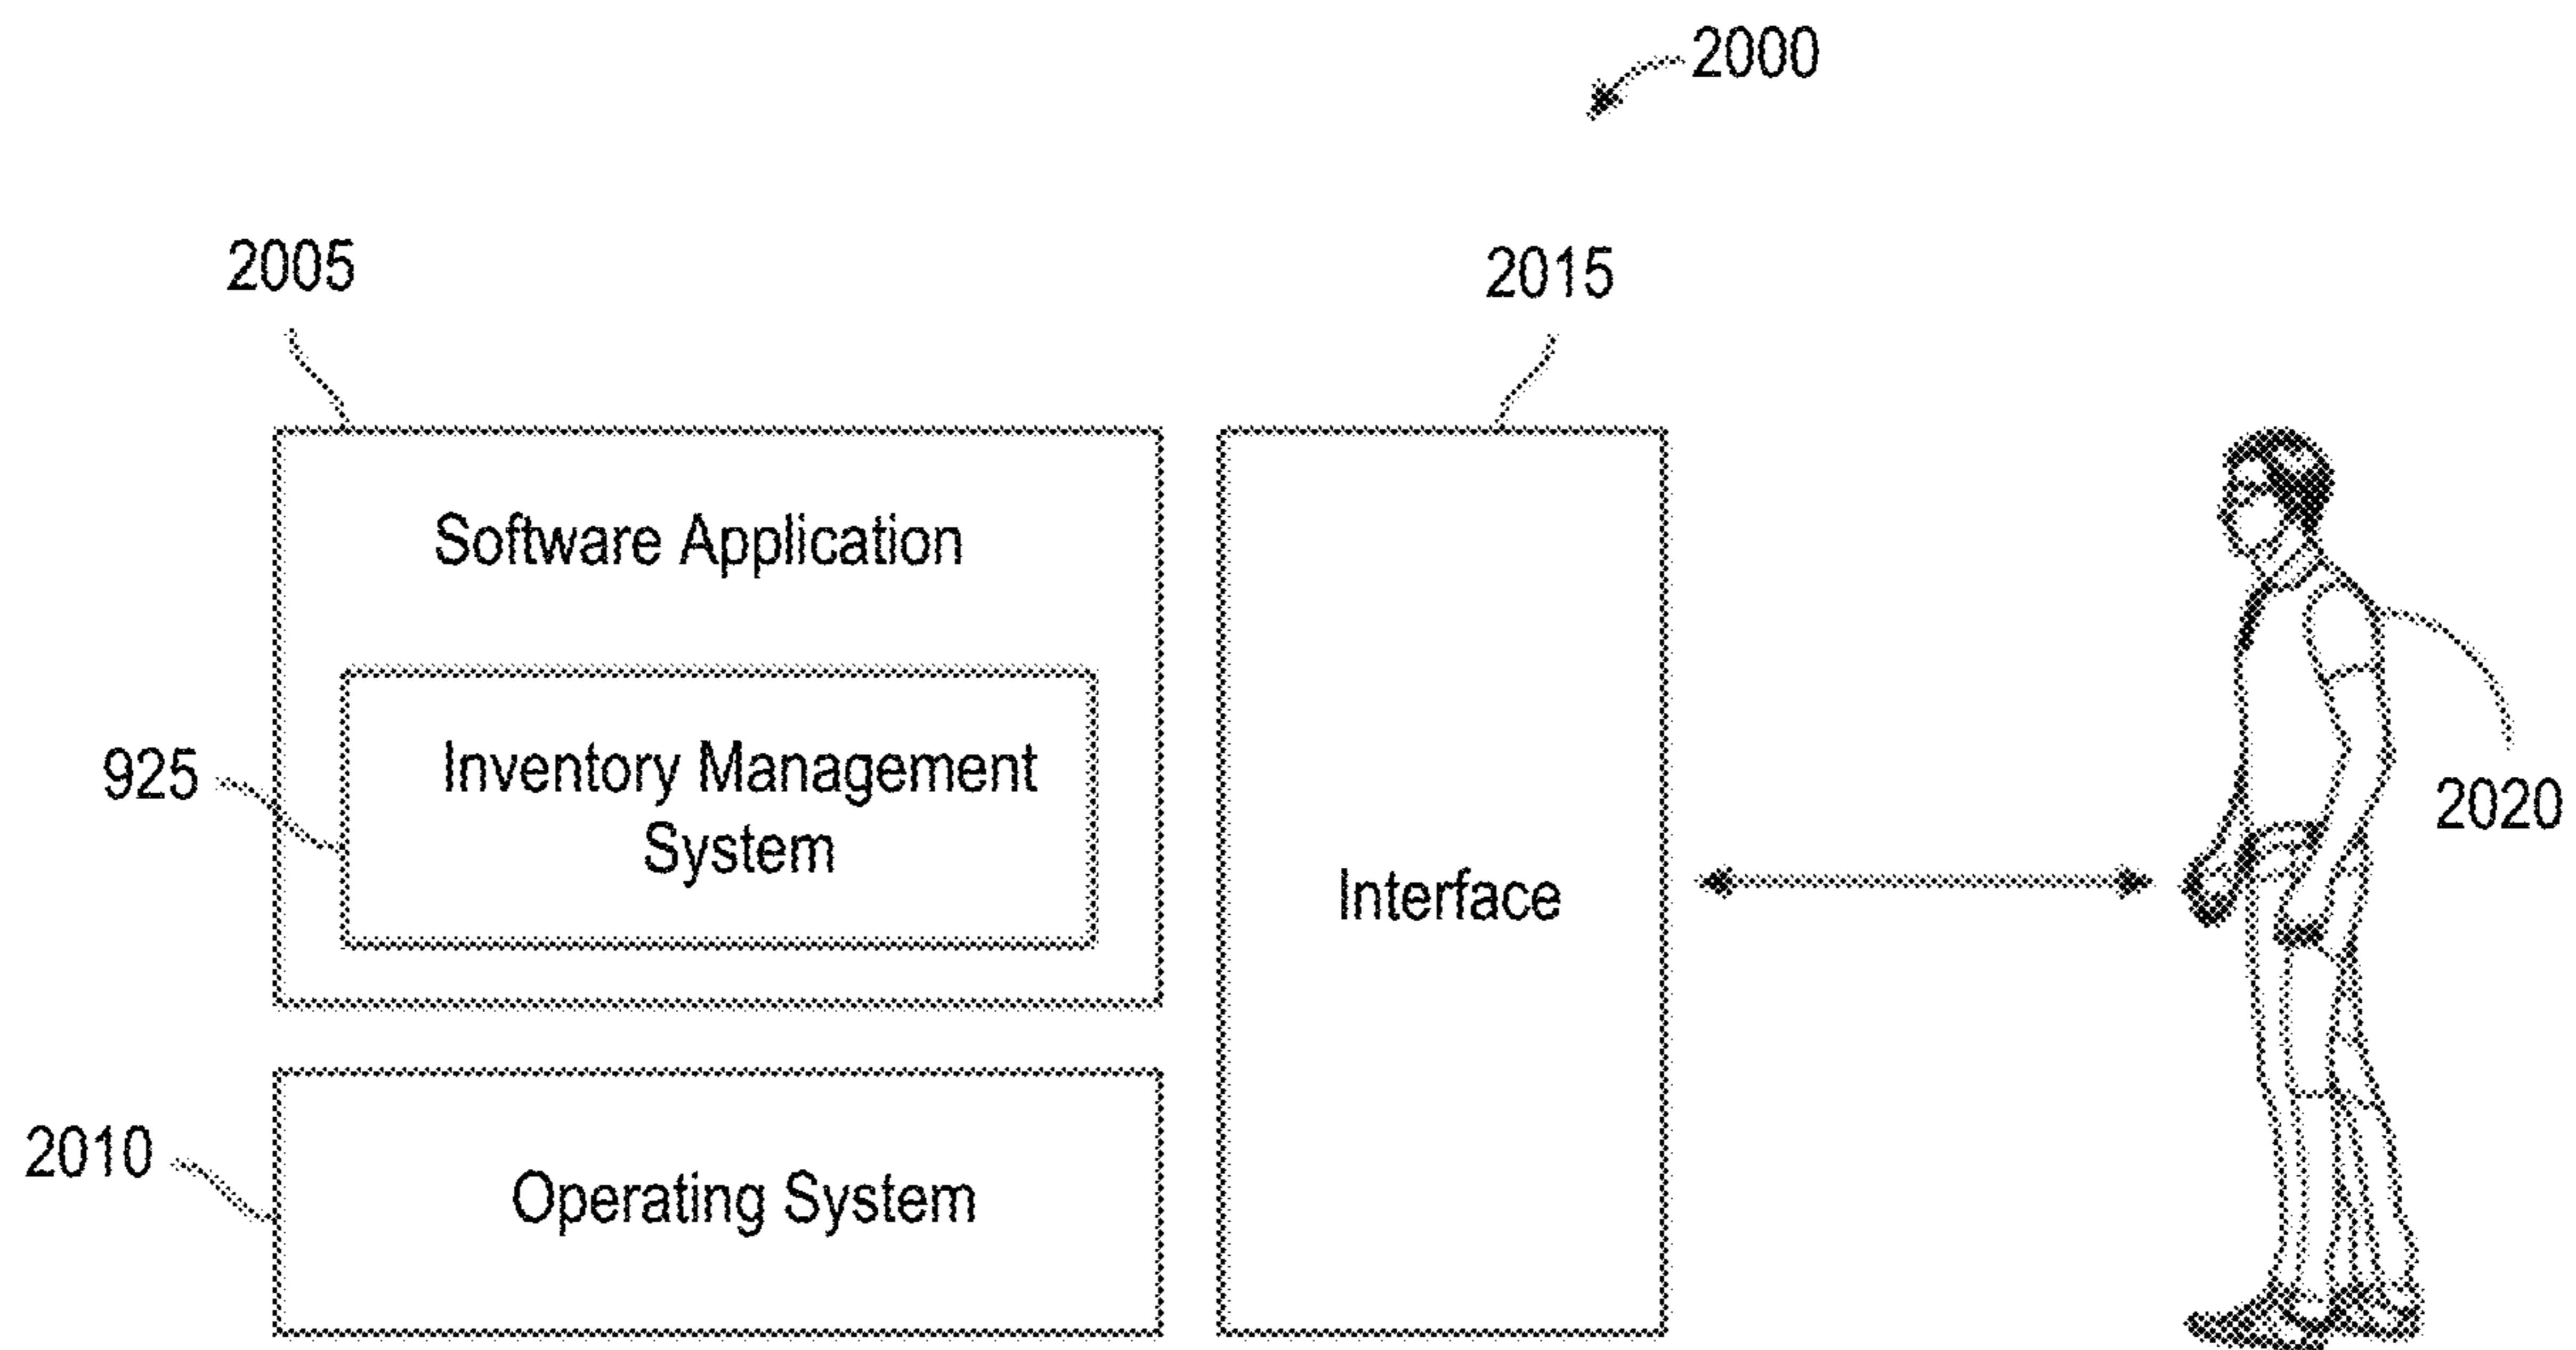 2000
2005
2015
Software Application
925
Inventory Management
System
2020
Interface
2010
Operating System